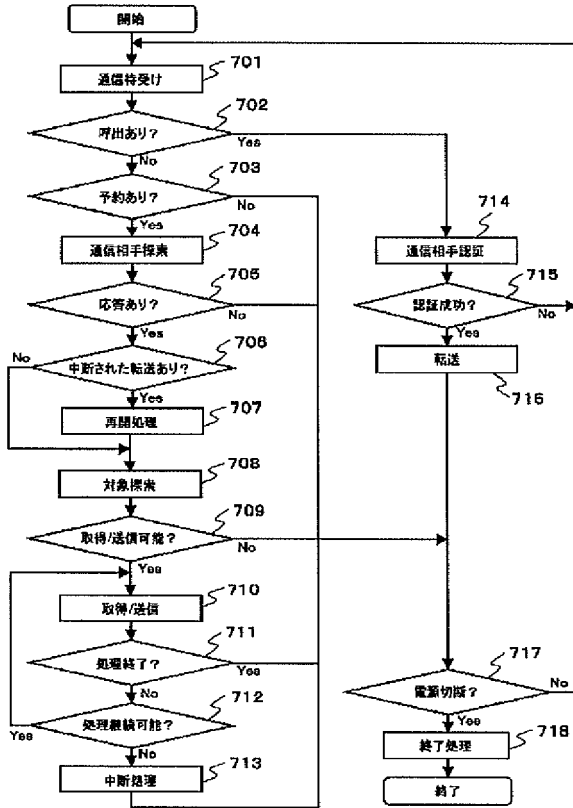 開始
通信待受け
701
呼出あり?
702
Yes
No
予約あり?
703
No
Yes
通信相手探索
704
応答あり?
705
No
Yes
中断された転送あり?
706
No
Yes
再開処理
707
対象探索
708
取得/送信可能?
709
No
Yes
取得/送信
710
処理終了?
711
Yes
No
処理継続可能?
712
Yes
No
中断処理
713
通信相手認証
714
認証成功?
715
Yes
No
転送
716
電源切断?
717
No
Yes
終了処理
718
終了